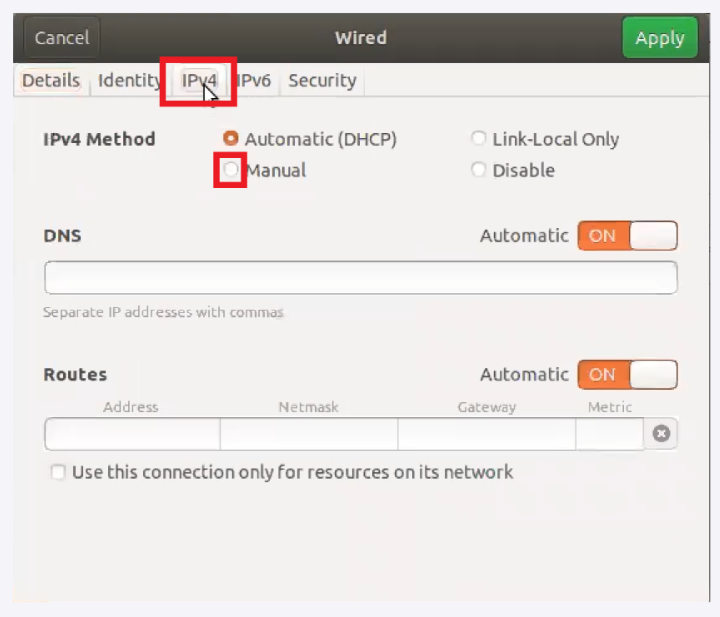 Cancel Wired Apply
Details Identity IPv4 IPv6 Security
IPv4 Method Automatic (DHCP) Link-Local Only
Manual Disable
DNS Automatic ON
Separate IP addresses with commas
Routes Automatic ON
Address Netmask Gateway Metric
Use this connection only for resources on its network